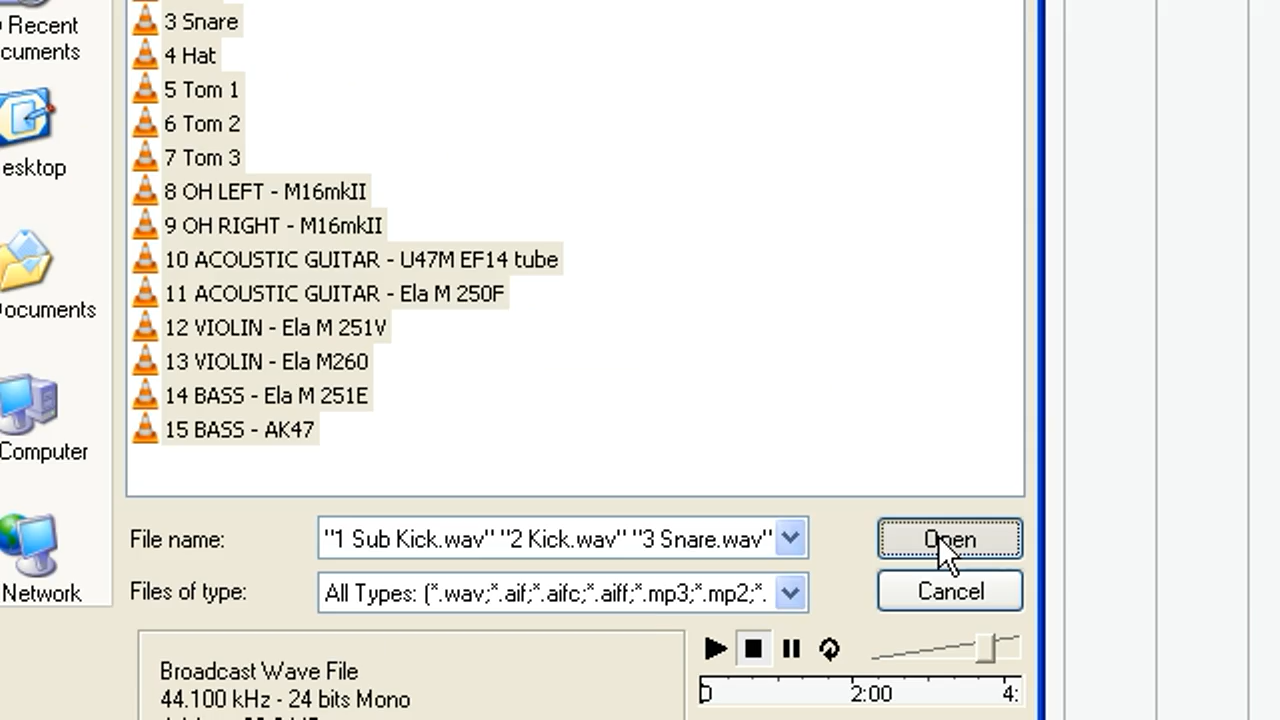 Recent
cuments
esktop
ocuments
Computer
Network
3 Snare
4 Hat
5 Tom 1
6 Tom 2
7 Tom 3
8 OH LEFT - M16mkII
9 OH RIGHT - M16mkII
10 ACOUSTIC GUITAR - U47M EF14 tube
11 ACOUSTIC GUITAR - Ela M 250F
12 VIOLIN - Ela M 251V
13 VIOLIN - Ela M260
14 BASS - Ela M 251E
15 BASS - AK47
File name: "1 Sub Kick.wav" "2 Kick.wav" "3 Snare.wav" Open
Files of type: All Types: (*.wav;*.aif;*.aifc;*.aiff;*.mp3;*.mp2;*. Cancel
Broadcast Wave File
44.100 kHz - 24 bits Mono
0 2:00 4: